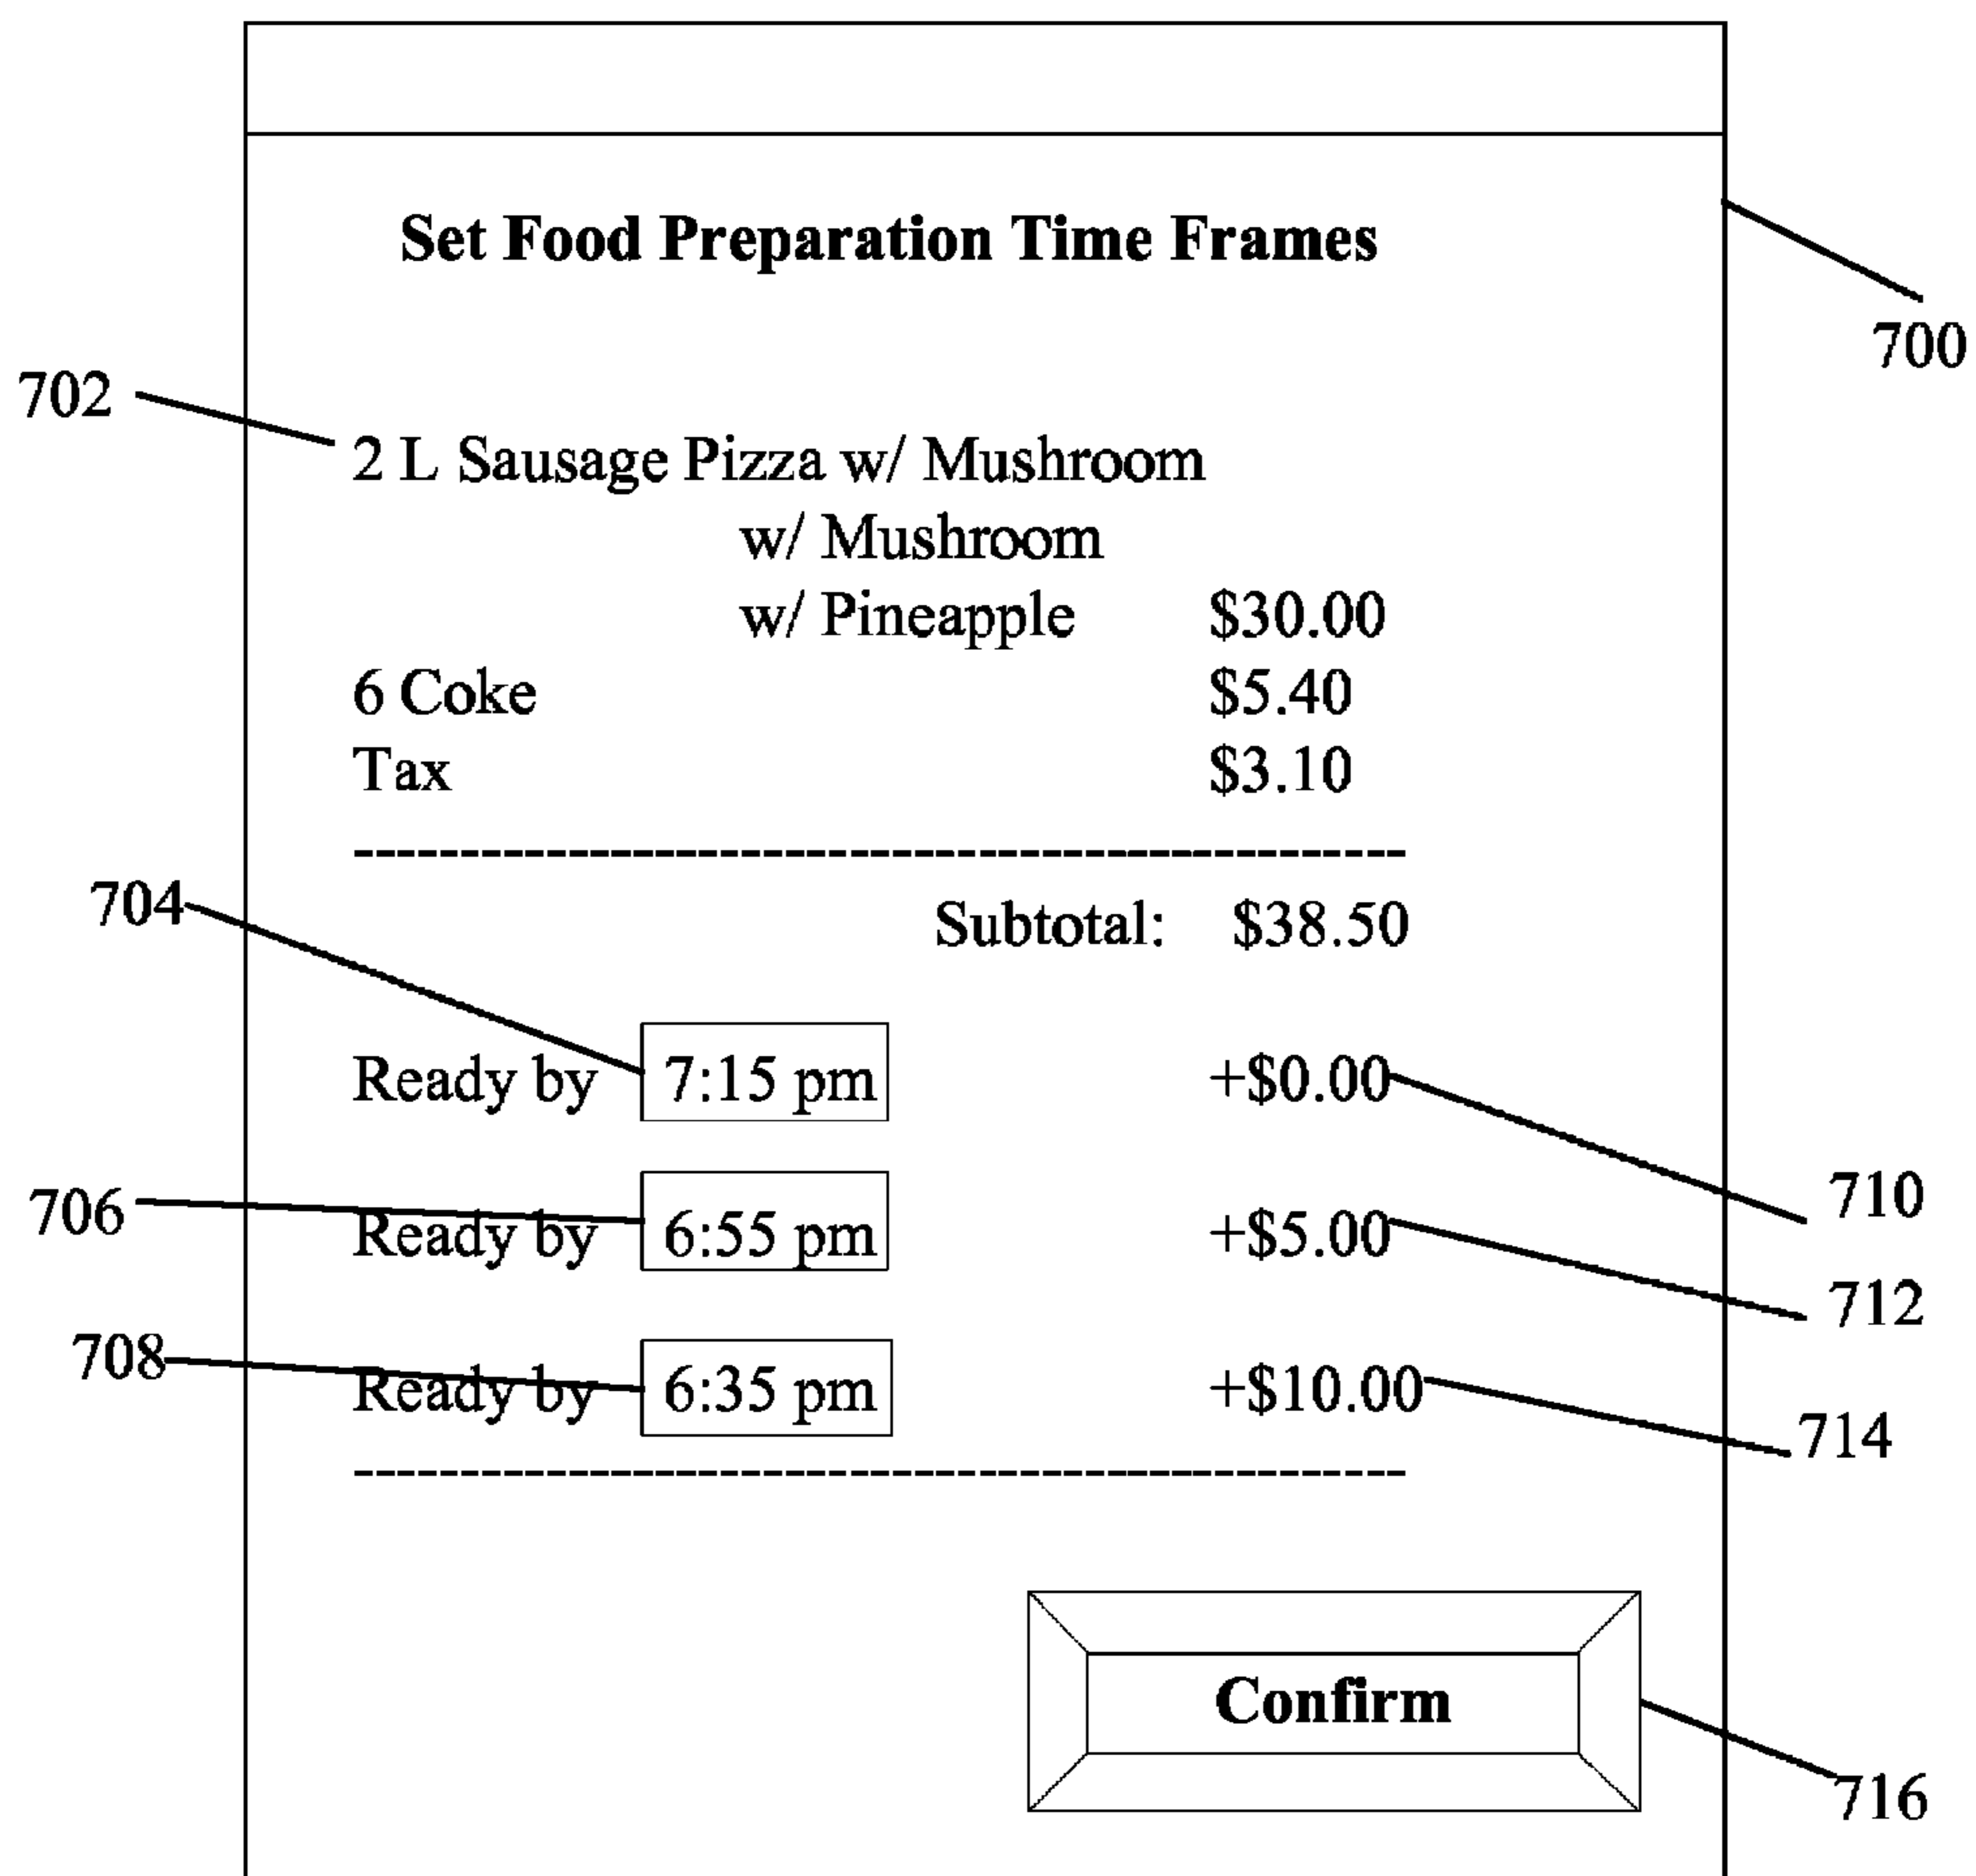 Set Food Preparation Time Frames
700
702
2 L Sausage Pizza w/ Mushroom
w/ Mushroom
w/ Pineapple $30.00
6 Coke $5.40
Tax $3.10
--------------------------------------------------
704
Subtotal: $38.50
Ready by 7:15 pm +$0.00
710
706
Ready by 6:55 pm +$5.00
712
708
Ready by 6:35 pm +$10.00
714
--------------------------------------------------
Confirm
716